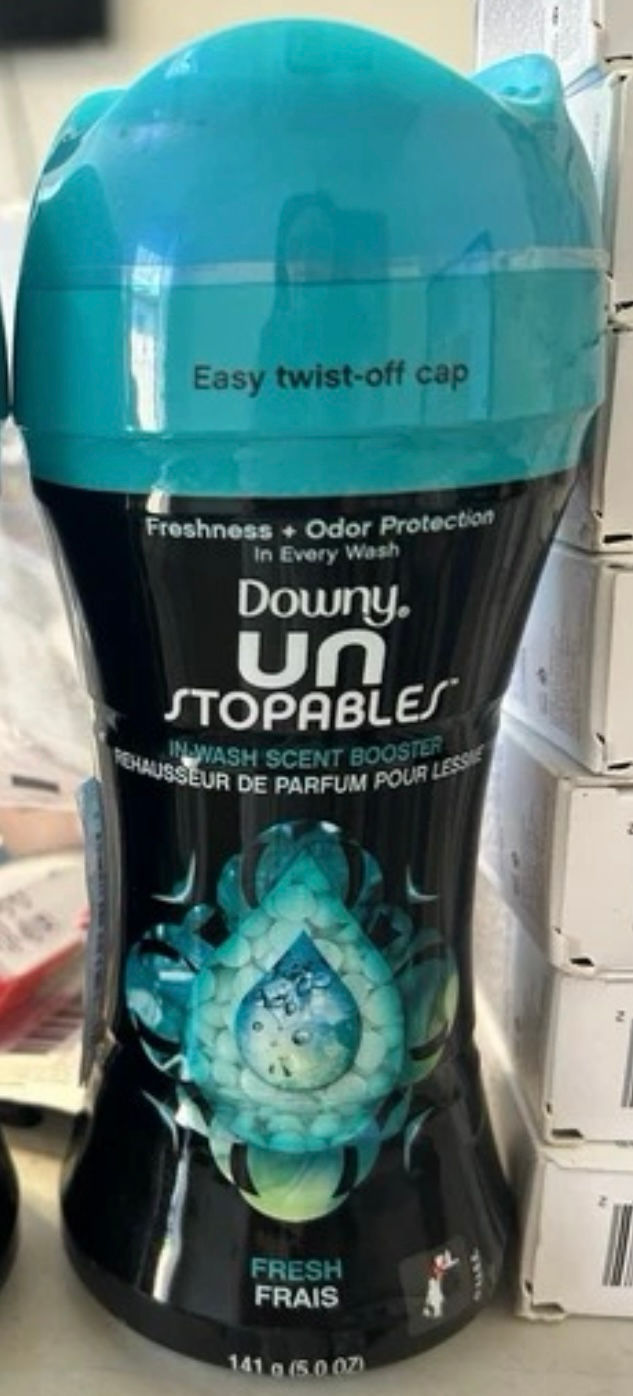 Easy twist-off cap
Freshness + Odor Protection
In Every Wash
Downy®
un
STOPABLES™
IN-WASH SCENT BOOSTER
REHAUSSEUR DE PARFUM POUR LESSIVE
FRESH
FRAIS
141 g (5.0 OZ)